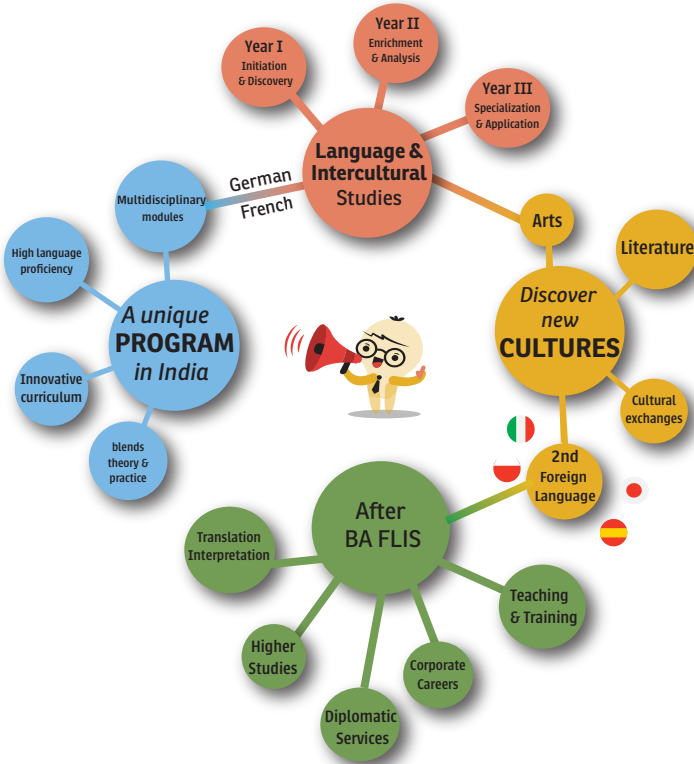 Year I
Initiation
& Discovery
Year II
Enrichment
& Analysis
Year III
Specialization
& Application
Language &
Intercultural
Studies
German
French
Multidisciplinary
modules
High language
proficiency
A unique
PROGRAM
in India
Innovative
curriculum
blends
theory &
practice
Arts
Literature
Discover
new
CULTURES
Cultural
exchanges
2nd
Foreign
Language
After
BA FLIS
Translation
Interpretation
Higher
Studies
Diplomatic
Services
Corporate
Careers
Teaching
& Training